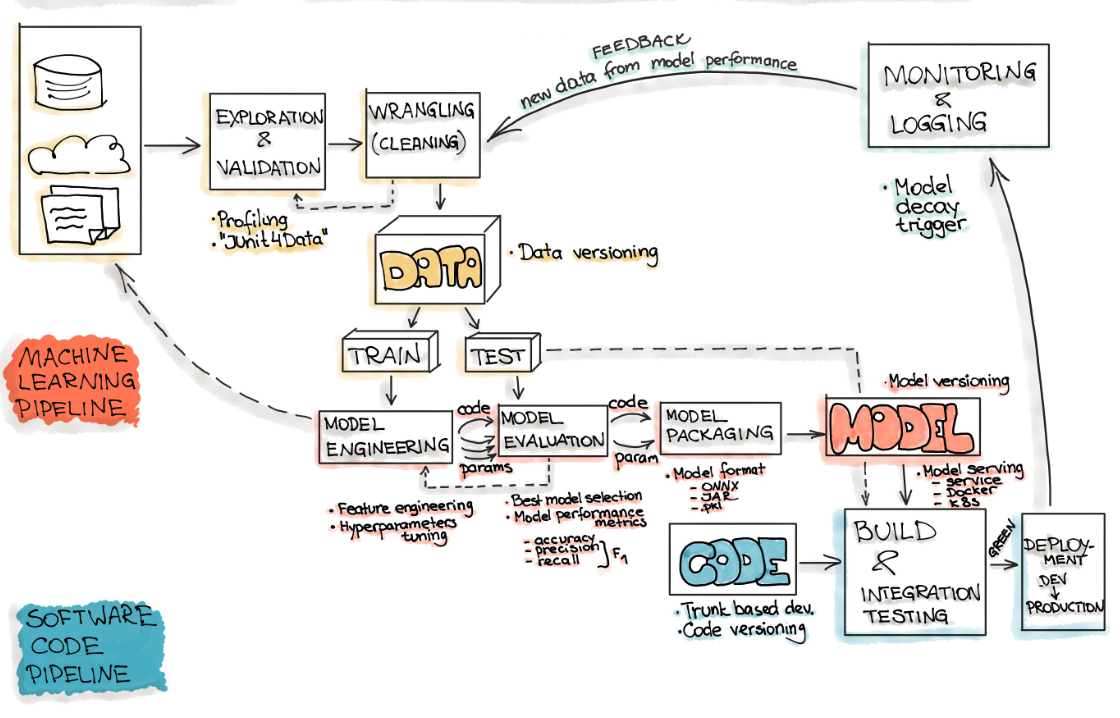 FEEDBACK
new data from model performance
MONITORING
&
LOGGING
• Model
decay
trigger
EXPLORATION
&
VALIDATION
• Profiling
• "JUnit4Data"
WRANGLING
(CLEANING)
DATA
• Data versioning
TRAIN
TEST
MACHINE
LEARNING
PIPELINE
MODEL
ENGINEERING
code
params
• Feature engineering
• Hyperparameters
tuning
MODEL
EVALUATION
code
param
• Best model selection
• Model performance
metrics
- accuracy
- precision
- recall
F1
MODEL
PACKAGING
• Model format
- ONNX
- JAR
- .pkl
• Model versioning
MODEL
• Model serving
- service
- Docker
- K8s
CODE
• Trunk based dev.
• Code versioning
BUILD
&
INTEGRATION
TESTING
GREEN
DEPLOY-
MENT
DEV
↓
PRODUCTION
SOFTWARE
CODE
PIPELINE